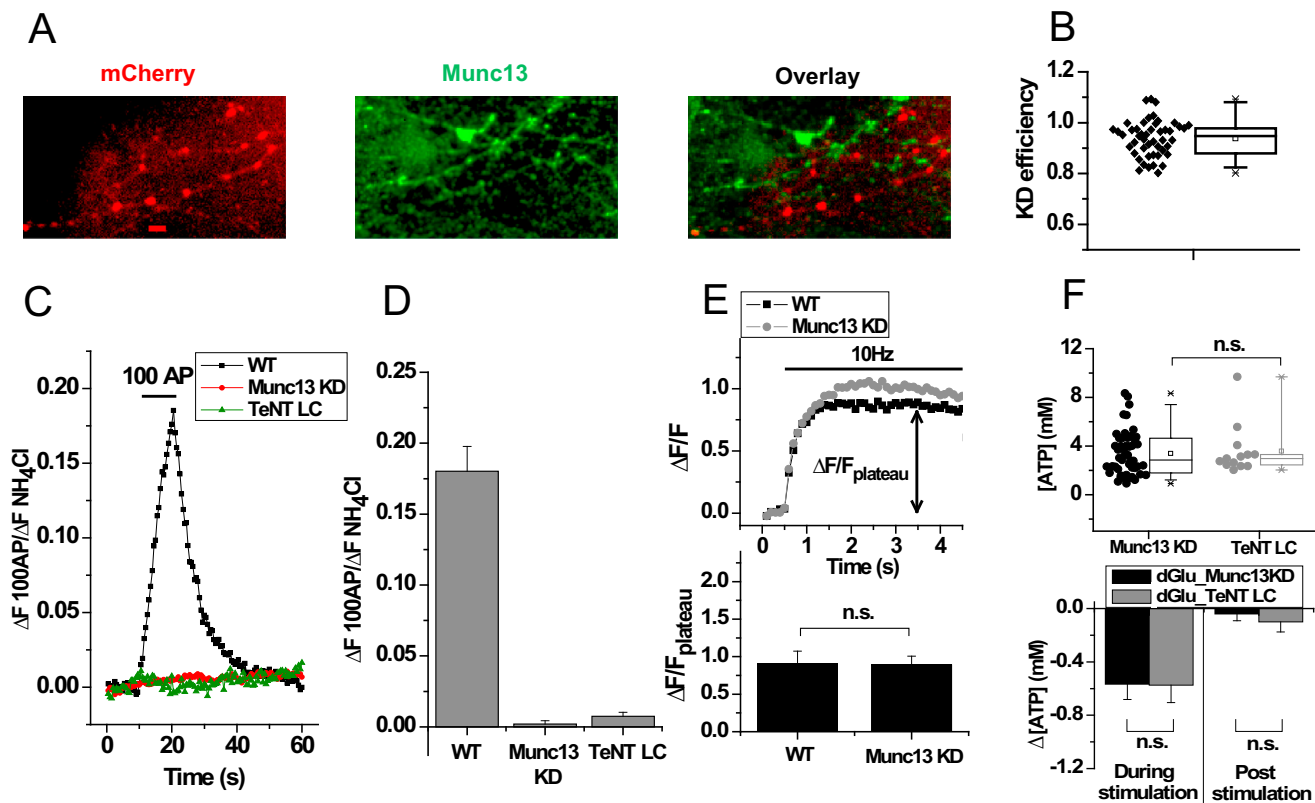 A
mCherry
Munc13
Overlay
B
KD efficiency
1.2
1.0
0.8
0.6
C
ΔF 100AP/ΔF NH4Cl
0.20
0.15
0.10
0.05
0.00
100 AP
WT
Munc13 KD
TeNT LC
0
20
40
60
Time (s)
D
ΔF 100AP/ΔF NH4Cl
0.25
0.20
0.15
0.10
0.05
0.00
WT
Munc13 KD
TeNT LC
E
WT
Munc13 KD
10Hz
ΔF/F
1.0
0.5
0.0
ΔF/Fplateau
0
1
2
3
4
Time (s)
ΔF/Fplateau
2.0
1.5
1.0
0.5
0.0
n.s.
WT
Munc13 KD
F
[ATP] (mM)
12
8
4
0
n.s.
Munc13 KD
TeNT LC
dGlu_Munc13KD
dGlu_TeNT LC
Δ[ATP] (mM)
-0.0
-0.4
-0.8
-1.2
n.s.
n.s.
During stimulation
Post stimulation